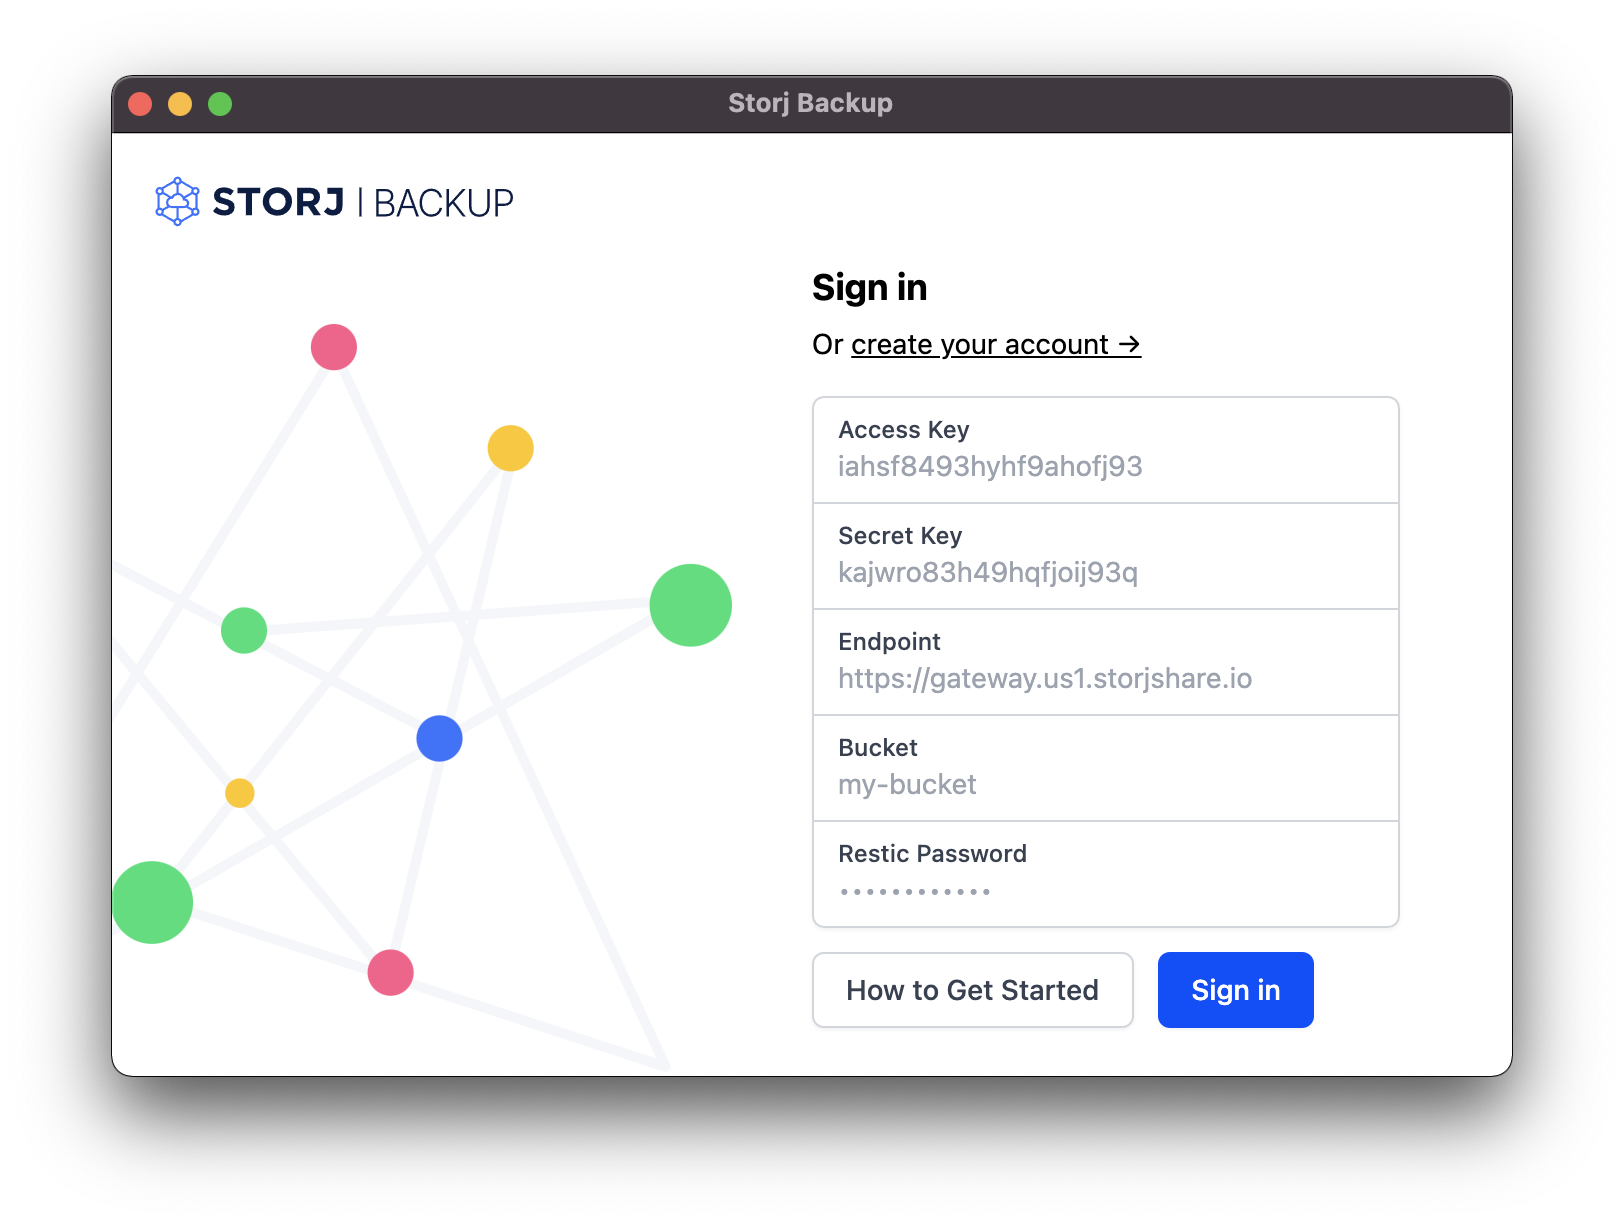 Storj Backup
STORJ | BACKUP
Sign in
Or create your account →
Access Key
iahsf8493hyhf9ahofj93
Secret Key
kajwro83h49hqfjoij93q
Endpoint
https://gateway.us1.storjshare.io
Bucket
my-bucket
Restic Password
••••••••••••
How to Get Started
Sign in